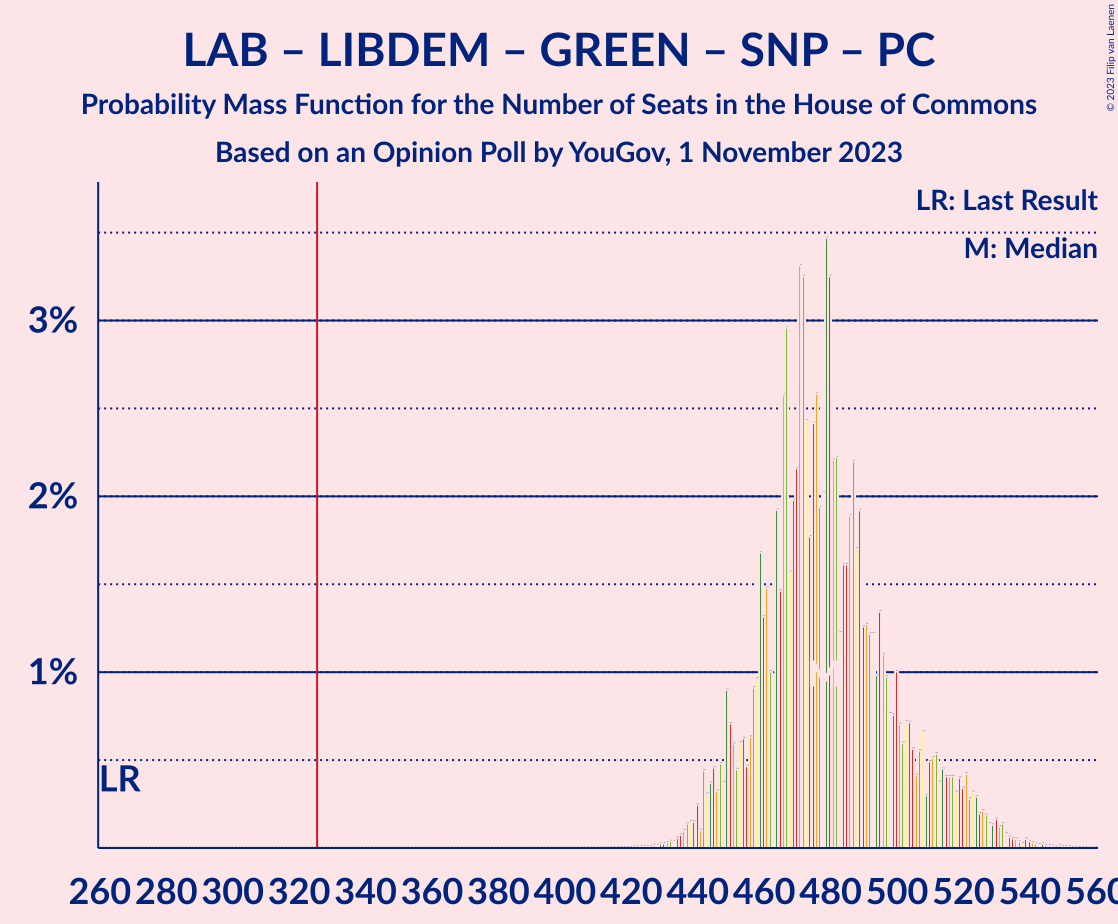 LAB – LIBDEM – GREEN – SNP – PC
Probability Mass Function for the Number of Seats in the House of Commons
Based on an Opinion Poll by YouGov, 1 November 2023
© 2023 Filip van Laenen
LR: Last Result
M: Median
3%
2%
1%
LR
260 280 300 320 340 360 380 400 420 440 460 480 500 520 540 560